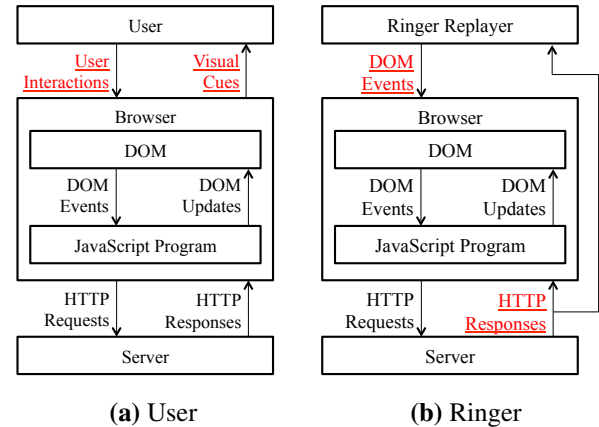 User
User
Interactions
Visual
Cues
Browser
DOM
DOM
Events
DOM
Updates
JavaScript Program
HTTP
Requests
HTTP
Responses
Server
(a) User
Ringer Replayer
DOM
Events
Browser
DOM
DOM
Events
DOM
Updates
JavaScript Program
HTTP
Requests
HTTP
Responses
Server
(b) Ringer